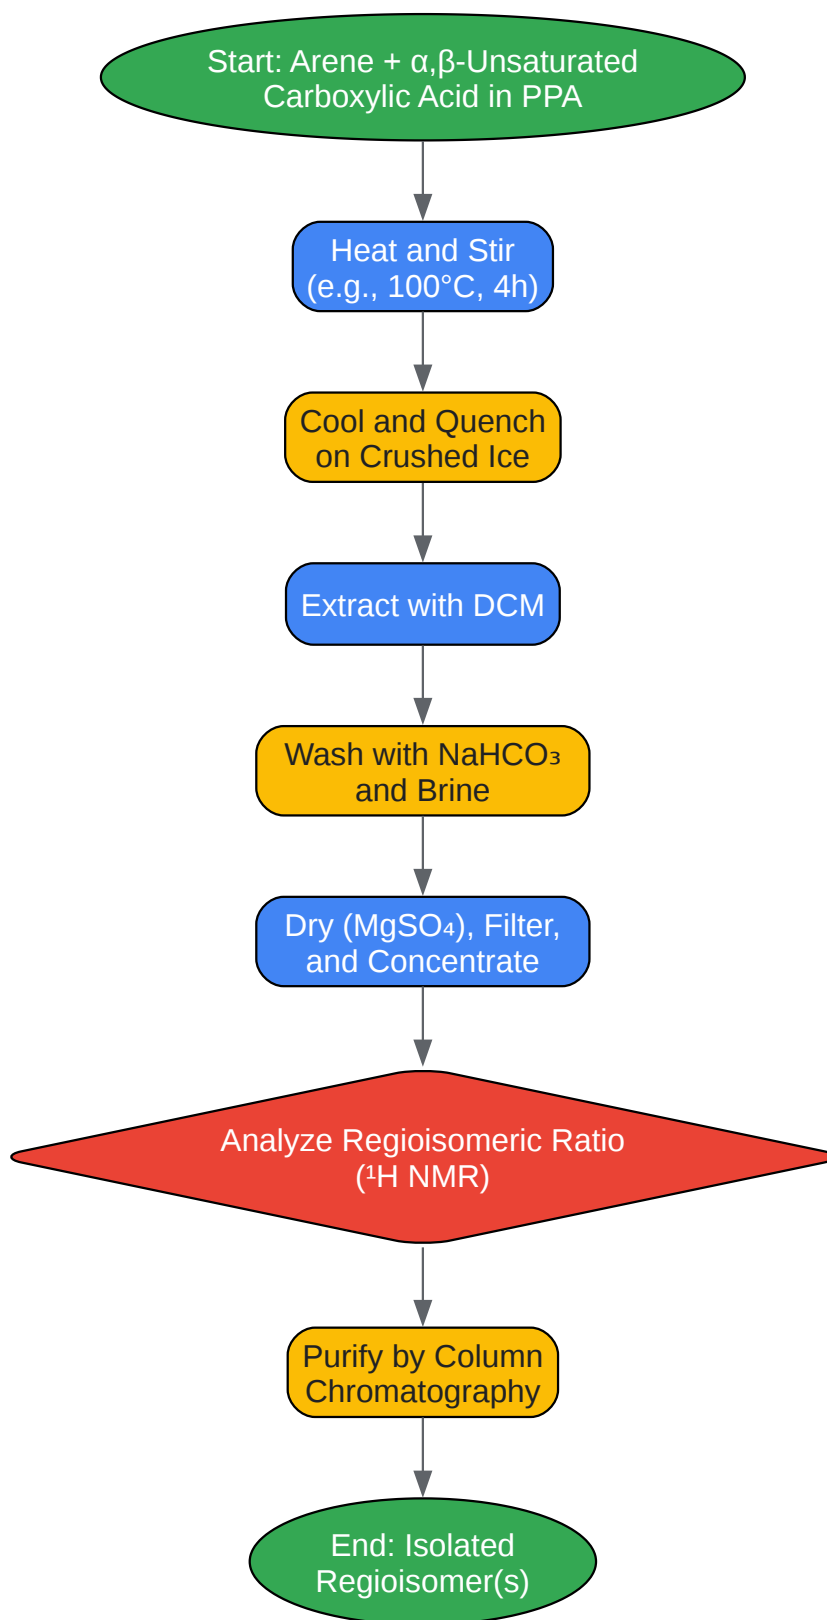 Start: Arene + α,β-Unsaturated
Carboxylic Acid in PPA
Heat and Stir
(e.g., 100°C, 4h)
Cool and Quench
on Crushed Ice
Extract with DCM
Wash with NaHCO₃
and Brine
Dry (MgSO₄), Filter,
and Concentrate
Analyze Regioisomeric Ratio
(¹H NMR)
Purify by Column
Chromatography
End: Isolated
Regioisomer(s)